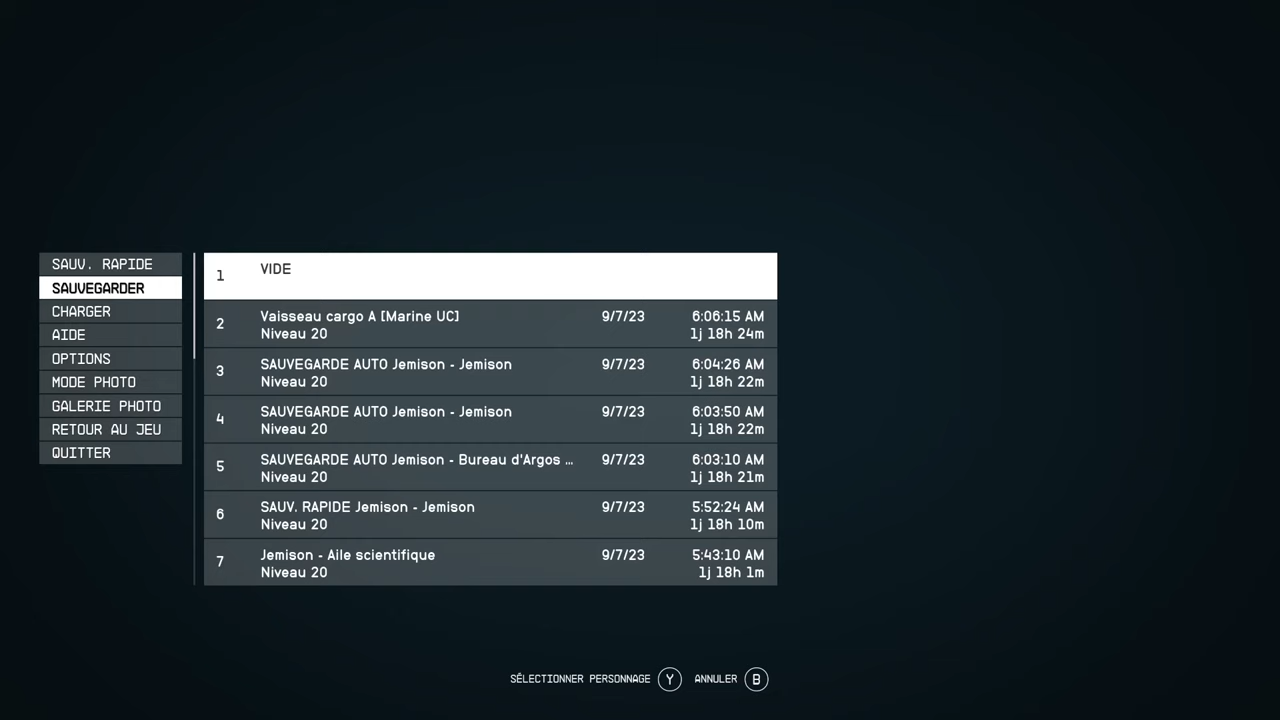 SAUV. RAPIDE
SAUVEGARDER
CHARGER
AIDE
OPTIONS
MODE PHOTO
GALERIE PHOTO
RETOUR AU JEU
QUITTER
1 VIDE
2 Vaisseau cargo A [Marine UC] 9/7/23 6:06:15 AM
Niveau 20 1j 18h 24m
3 SAUVEGARDE AUTO Jemison - Jemison 9/7/23 6:04:26 AM
Niveau 20 1j 18h 22m
4 SAUVEGARDE AUTO Jemison - Jemison 9/7/23 6:03:50 AM
Niveau 20 1j 18h 22m
5 SAUVEGARDE AUTO Jemison - Bureau d'Argos ... 9/7/23 6:03:10 AM
Niveau 20 1j 18h 21m
6 SAUV. RAPIDE Jemison - Jemison 9/7/23 5:52:24 AM
Niveau 20 1j 18h 10m
7 Jemison - Aile scientifique 9/7/23 5:43:10 AM
Niveau 20 1j 18h 1m
SÉLECTIONNER PERSONNAGE Y ANNULER B